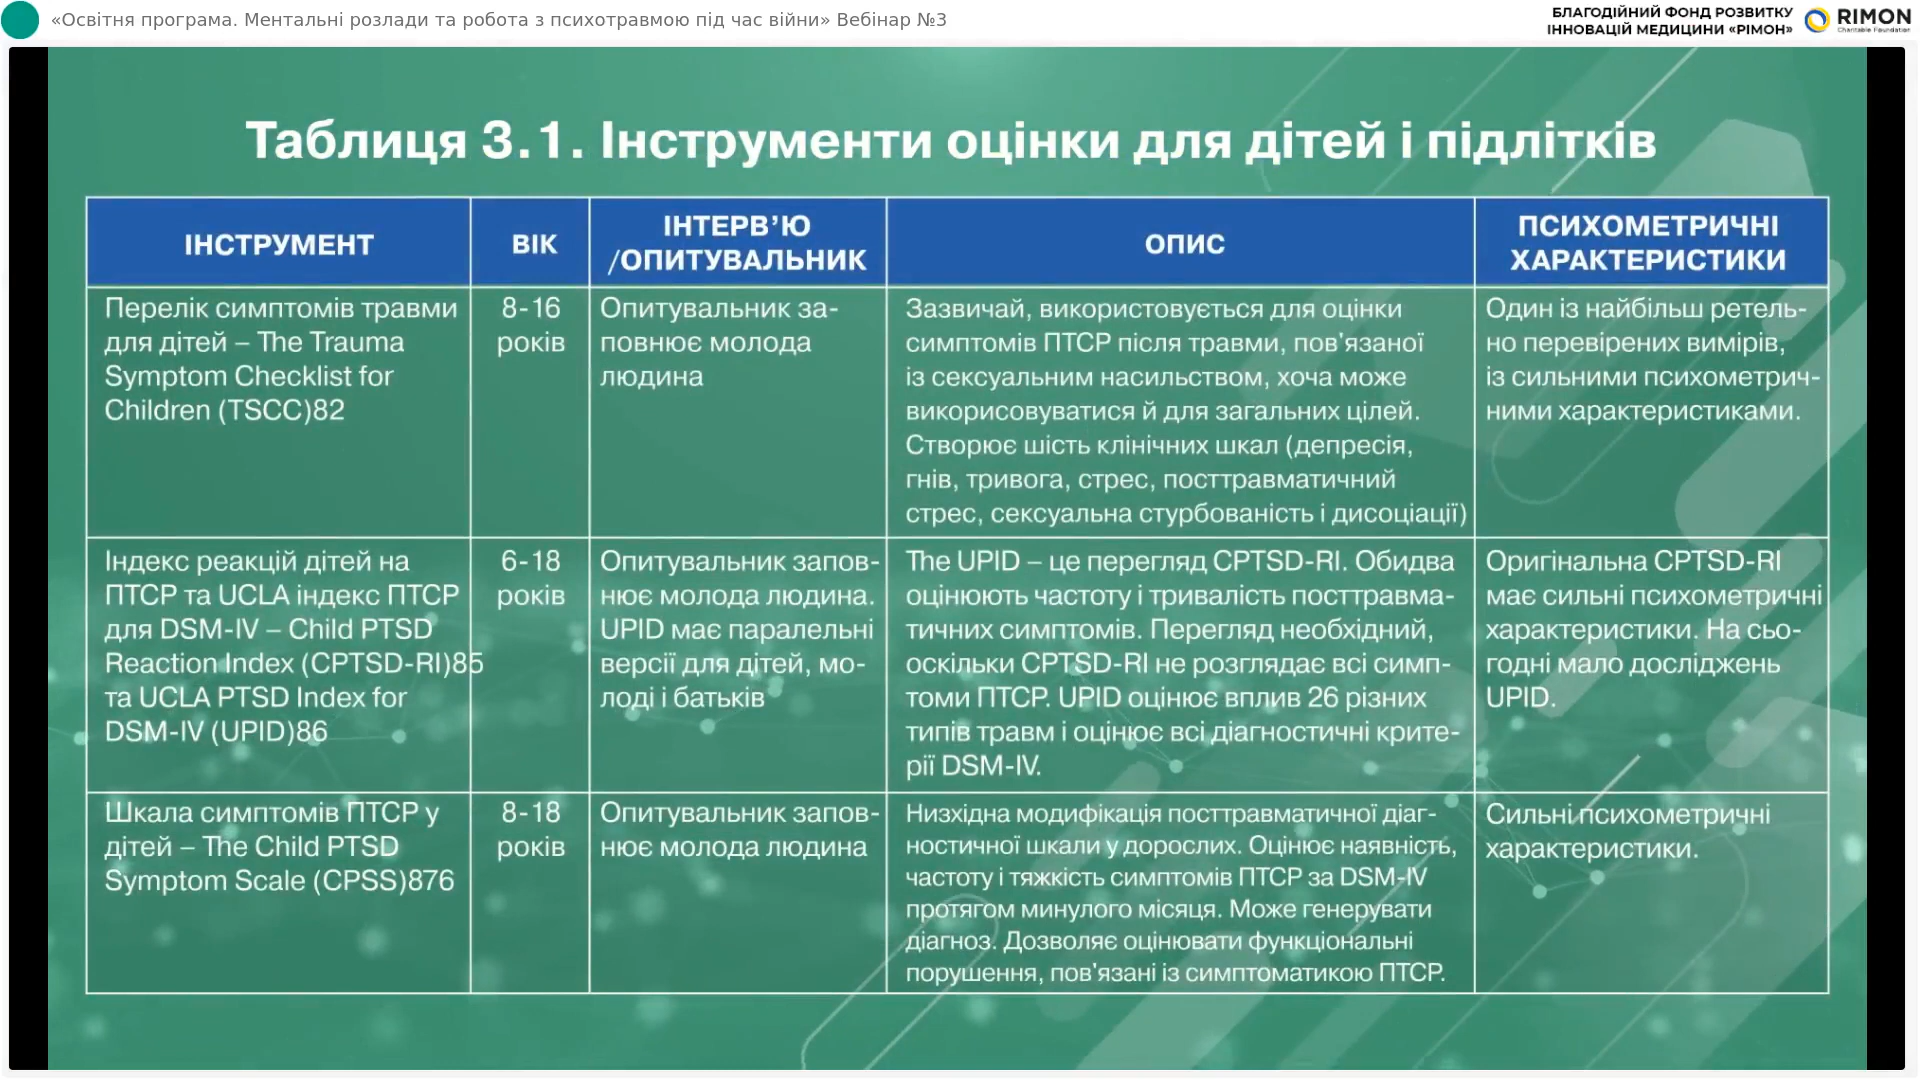 «Освітня програма. Ментальні розлади та робота з психотравмою під час війни» Вебінар №3
БЛАГОДІЙНИЙ ФОНД РОЗВИТКУ
ІННОВАЦІЙ МЕДИЦИНИ «РІМОН»
RIMON
Charitable Foundation
Таблиця 3.1. Інструменти оцінки для дітей і підлітків
ІНСТРУМЕНТ
ВІК
ІНТЕРВ’Ю
/ОПИТУВАЛЬНИК
ОПИС
ПСИХОМЕТРИЧНІ
ХАРАКТЕРИСТИКИ
Перелік симптомів травми
для дітей – The Trauma
Symptom Checklist for
Children (TSCC)82
8-16
років
Опитувальник за-
повнює молода
людина
Зазвичай, використовується для оцінки
симптомів ПТСР після травми, пов'язаної
із сексуальним насильством, хоча може
викорисовуватися й для загальних цілей.
Створює шість клінічних шкал (депресія,
гнів, тривога, стрес, посттравматичний
стрес, сексуальна стурбованість і дисоціації)
Один із найбільш ретель-
но перевірених вимірів,
із сильними психометрич-
ними характеристиками.
Індекс реакцій дітей на
ПТСР та UCLA індекс ПТСР
для DSM-IV – Child PTSD
Reaction Index (CPTSD-RI)85
та UCLA PTSD Index for
DSM-IV (UPID)86
6-18
років
Опитувальник запов-
нює молода людина.
UPID має паралельні
версії для дітей, мо-
лоді і батьків
The UPID – це перегляд CPTSD-RI. Обидва
оцінюють частоту і тривалість посттравма-
тичних симптомів. Перегляд необхідний,
оскільки CPTSD-RI не розглядає всі симп-
томи ПТСР. UPID оцінює вплив 26 різних
типів травм і оцінює всі діагностичні крите-
рії DSM-IV.
Оригінальна CPTSD-RI
має сильні психометричні
характеристики. На сьо-
годні мало досліджень
UPID.
Шкала симптомів ПТСР у
дітей – The Child PTSD
Symptom Scale (CPSS)876
8-18
років
Опитувальник запов-
нює молода людина
Низхідна модифікація посттравматичної діаг-
ностичної шкали у дорослих. Оцінює наявність,
частоту і тяжкість симптомів ПТСР за DSM-IV
протягом минулого місяця. Може генерувати
діагноз. Дозволяє оцінювати функціональні
порушення, пов'язані із симптоматикою ПТСР.
Сильні психометричні
характеристики.